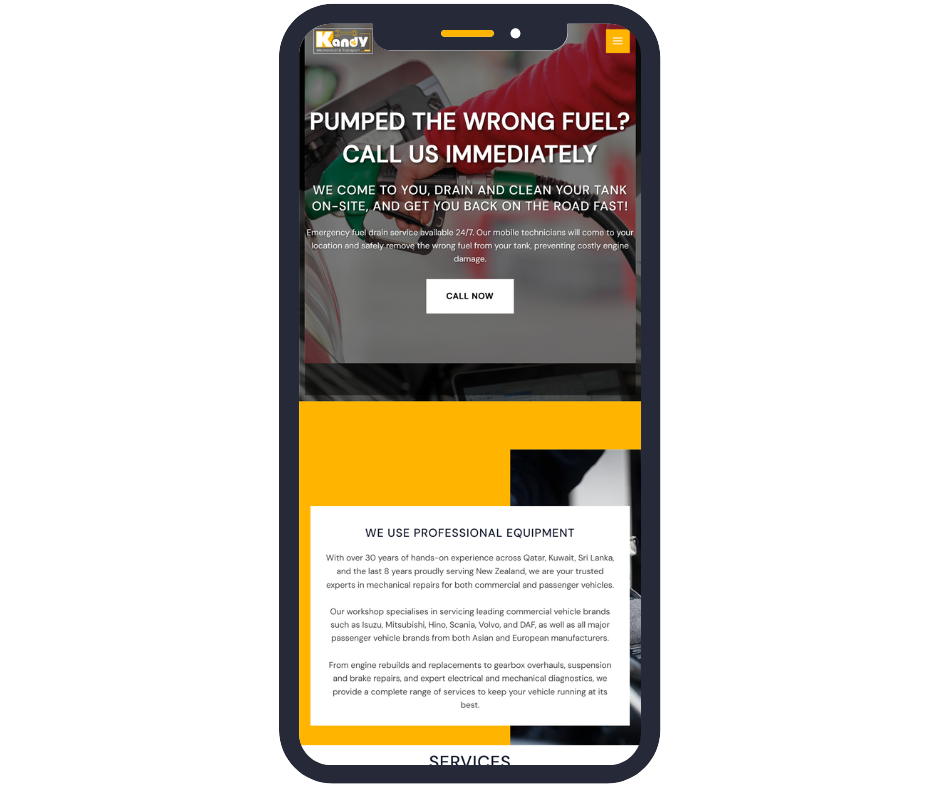 Kandy
PUMPED THE WRONG FUEL?
CALL US IMMEDIATELY
WE COME TO YOU, DRAIN AND CLEAN YOUR TANK
ON-SITE, AND GET YOU BACK ON THE ROAD FAST!
Emergency fuel drain service available 24/7. Our mobile technicians will come to your
location and safely remove the wrong fuel from your tank, preventing costly engine
damage.
CALL NOW
WE USE PROFESSIONAL EQUIPMENT
With over 30 years of hands-on experience across Qatar, Kuwait, Sri Lanka,
and the last 8 years proudly serving New Zealand, we are your trusted
experts in mechanical repairs for both commercial and passenger vehicles.
Our workshop specialises in servicing leading commercial vehicle brands
such as Isuzu, Mitsubishi, Hino, Scania, Volvo, and DAF, as well as all major
passenger vehicle brands from both Asian and European manufacturers.
From engine rebuilds and replacements to gearbox overhauls, suspension
and brake repairs, and expert electrical and mechanical diagnostics, we
provide a complete range of services to keep your vehicle running at its
best.
SERVICES